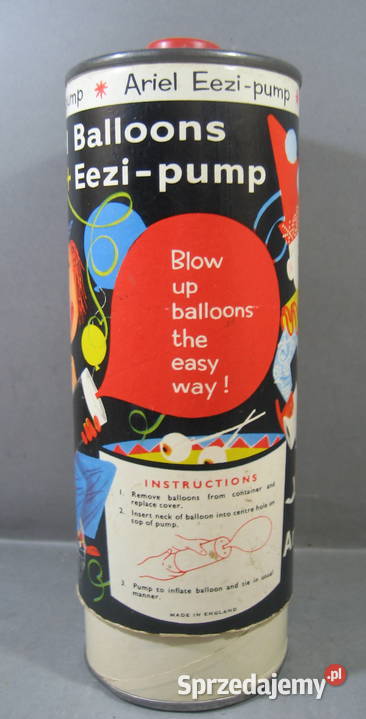 ump * Ariel Eezi-pump
Balloons
Eezi-pump
Blow
up
balloons
the
easy
way!
INSTRUCTIONS
1. Remove balloons from container and
replace cover.
2. Insert neck of balloon into centre hole on
top of pump.
3. Pump to inflate balloon and tie in usual
manner.
MADE IN ENGLAND
J
A
Sprzedajemy.pl